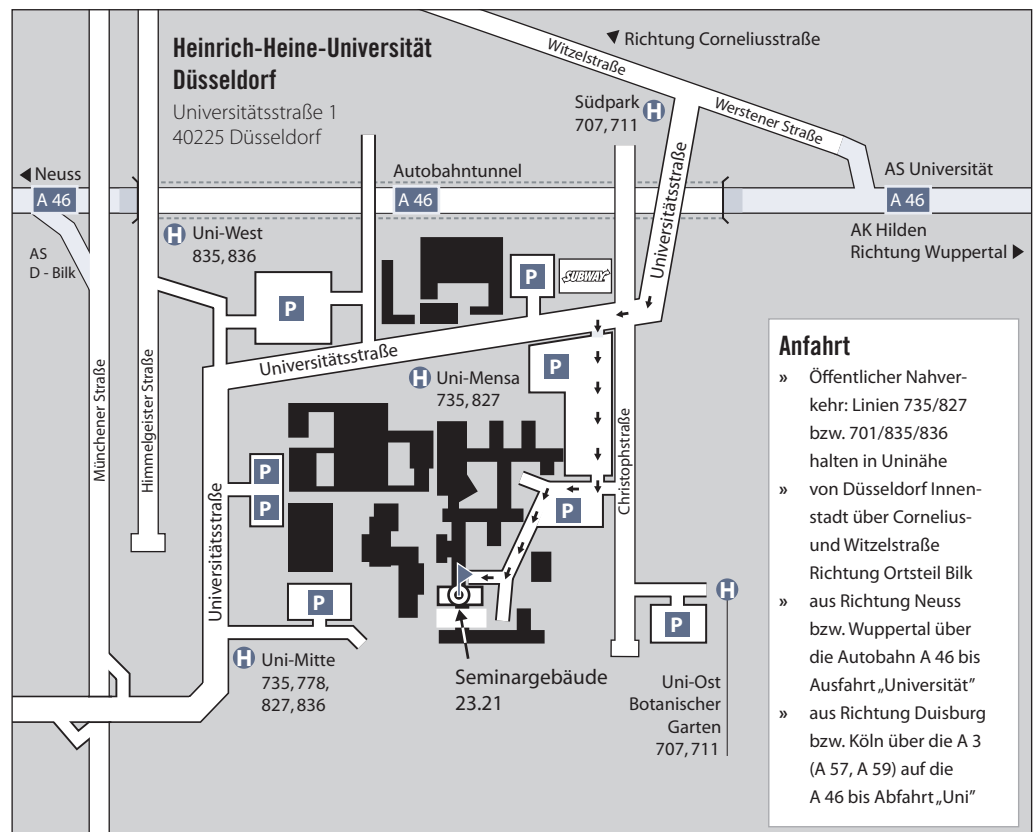 Heinrich-Heine-Universität
Düsseldorf
Universitätsstraße 1
40225 Düsseldorf
Witzelstraße
Richtung Corneliusstraße
Südpark H
707, 711
Werstener Straße
Universitätsstraße
Neuss
A 46
Autobahntunnel
A 46
AS Universität
A 46
AK Hilden
Richtung Wuppertal
AS
D - Bilk
H Uni-West
835, 836
P
P
SUBWAY
Universitätsstraße
P
H Uni-Mensa
735, 827
Münchener Straße
Himmelgeister Straße
Universitätsstraße
Christophstraße
P
P
P
P
P
H
H Uni-Mitte
735, 778,
827, 836
Seminargebäude
23.21
Uni-Ost
Botanischer
Garten
707, 711
Anfahrt
» Öffentlicher Nahver-
kehr: Linien 735/827
bzw. 701/835/836
halten in Uninähe
» von Düsseldorf Innen-
stadt über Cornelius-
und Witzelstraße
Richtung Ortsteil Bilk
» aus Richtung Neuss
bzw. Wuppertal über
die Autobahn A 46 bis
Ausfahrt „Universität”
» aus Richtung Duisburg
bzw. Köln über die A 3
(A 57, A 59) auf die
A 46 bis Abfahrt „Uni”